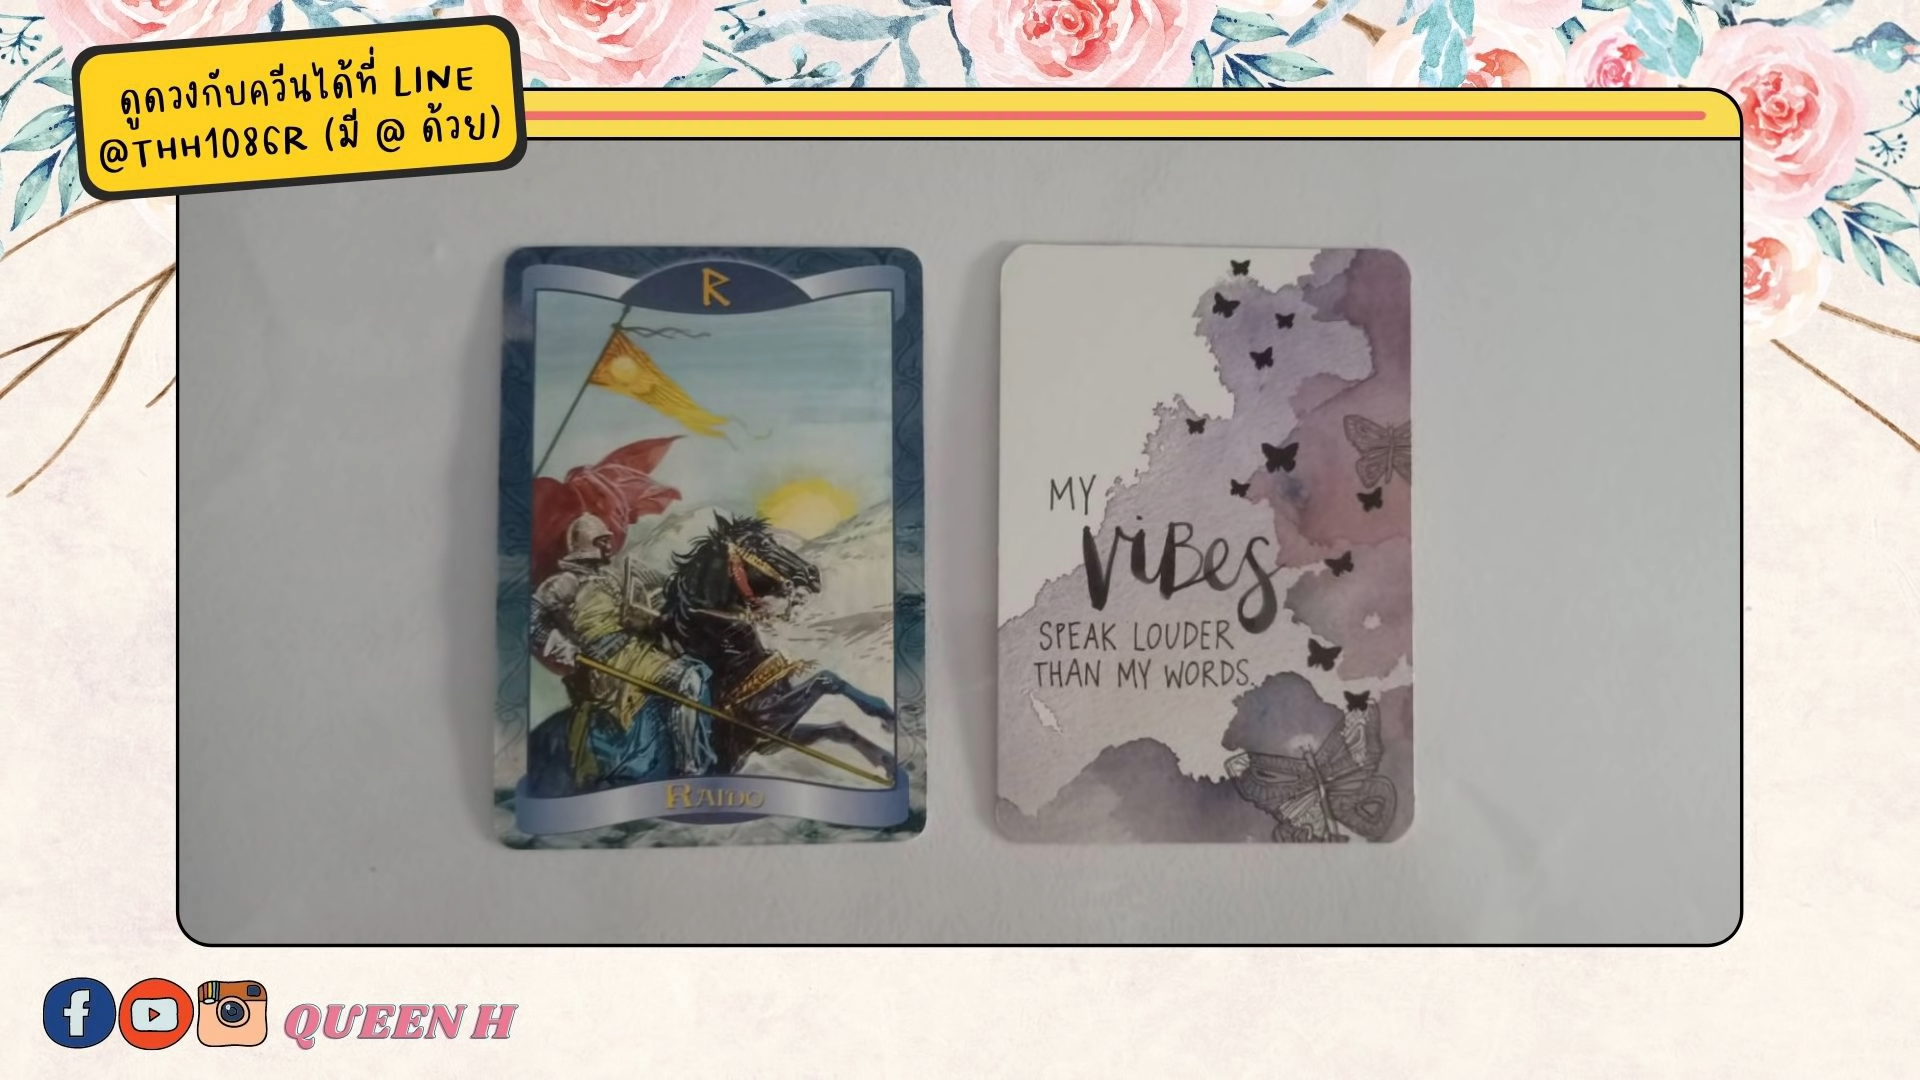 ดูดวงกับควีนได้ที่ LINE
@THH1086R (มี @ ด้วย)
R
RAIDO
MY
VIBES
SPEAK LOUDER
THAN MY WORDS.
QUEEN H